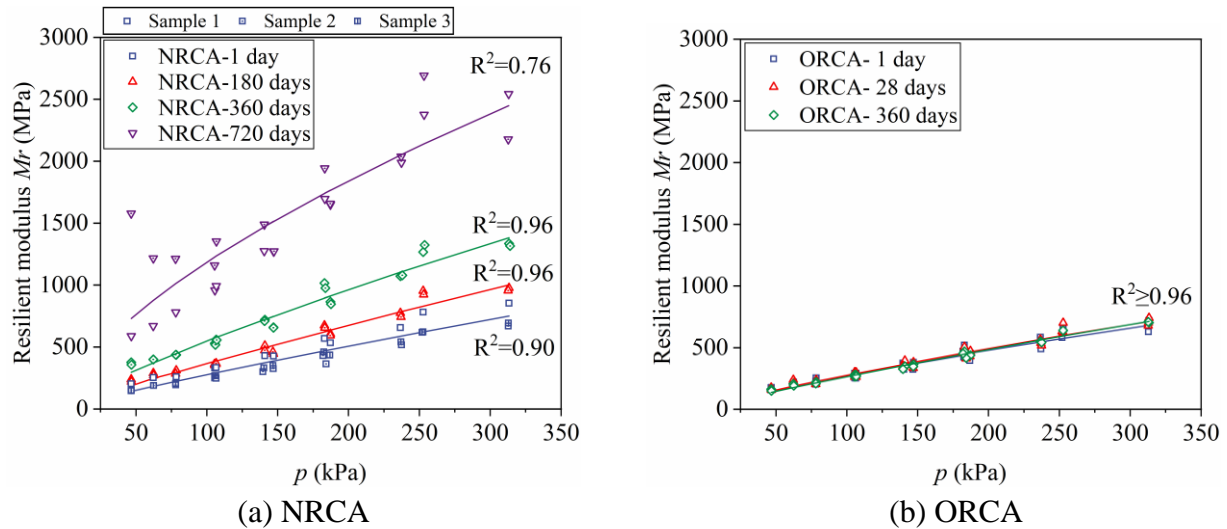 Sample 1 Sample 2 Sample 3
NRCA-1 day
NRCA-180 days
NRCA-360 days
NRCA-720 days
R²=0.76
R²=0.96
R²=0.96
R²=0.90
3000
2500
2000
1500
1000
500
0
Resilient modulus Mr (MPa)
0 50 100 150 200 250 300 350
p (kPa)
(a) NRCA
ORCA- 1 day
ORCA- 28 days
ORCA- 360 days
R²≥0.96
3000
2500
2000
1500
1000
500
0
Resilient modulus Mr (MPa)
0 50 100 150 200 250 300 350
p (kPa)
(b) ORCA